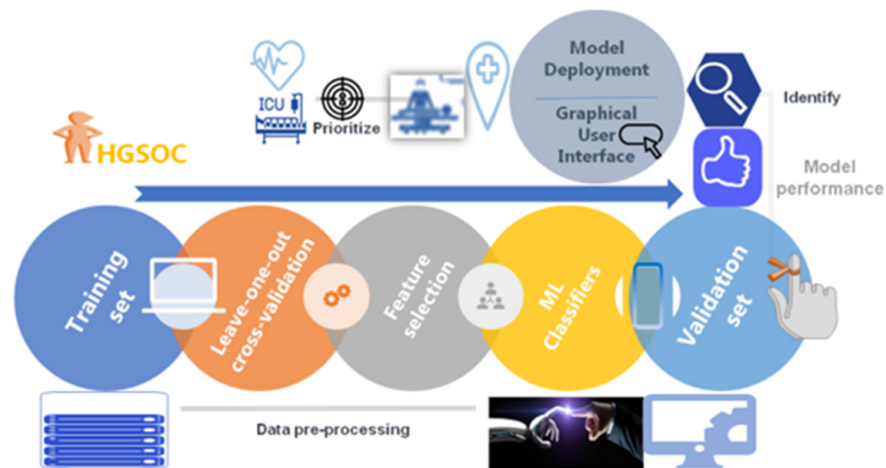 Model
Deployment
Graphical
User
Interface
ICU
Prioritize
Identify
HGSOC
Model
performance
Training
set
Leave-one-out
cross-validation
Feature
selection
ML
Classifiers
Validation
set
Data pre-processing